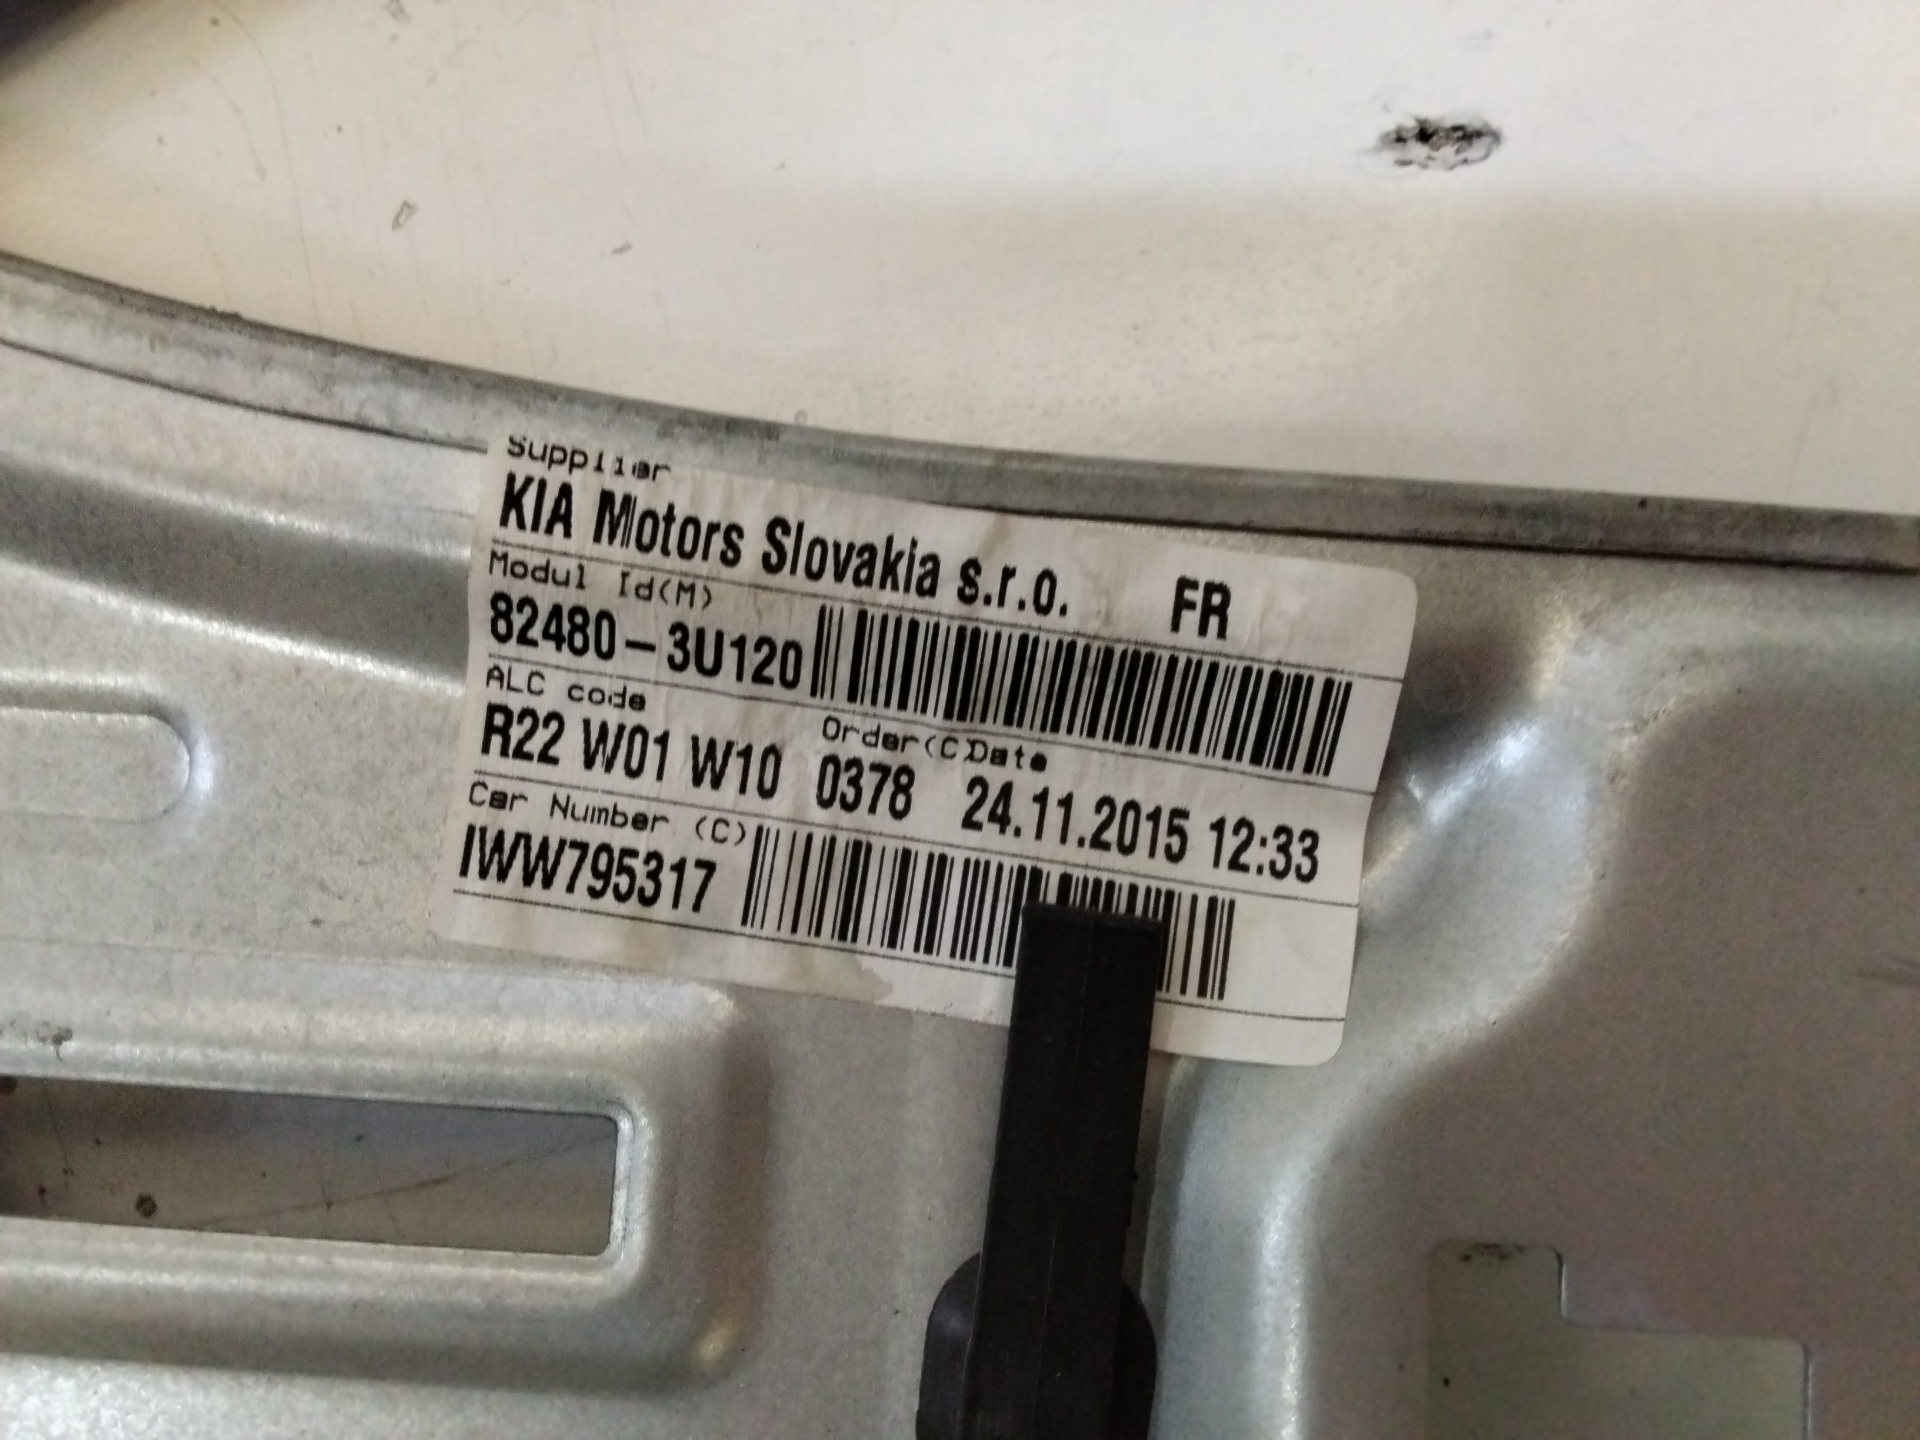 Supplier
KIA Motors Slovakia s.r.o. FR
Modul Id(M)
82480-3U120
ALC code Order(C)Date
R22 W01 W10 0378 24.11.2015 12:33
Car Number (C)
IWW795317